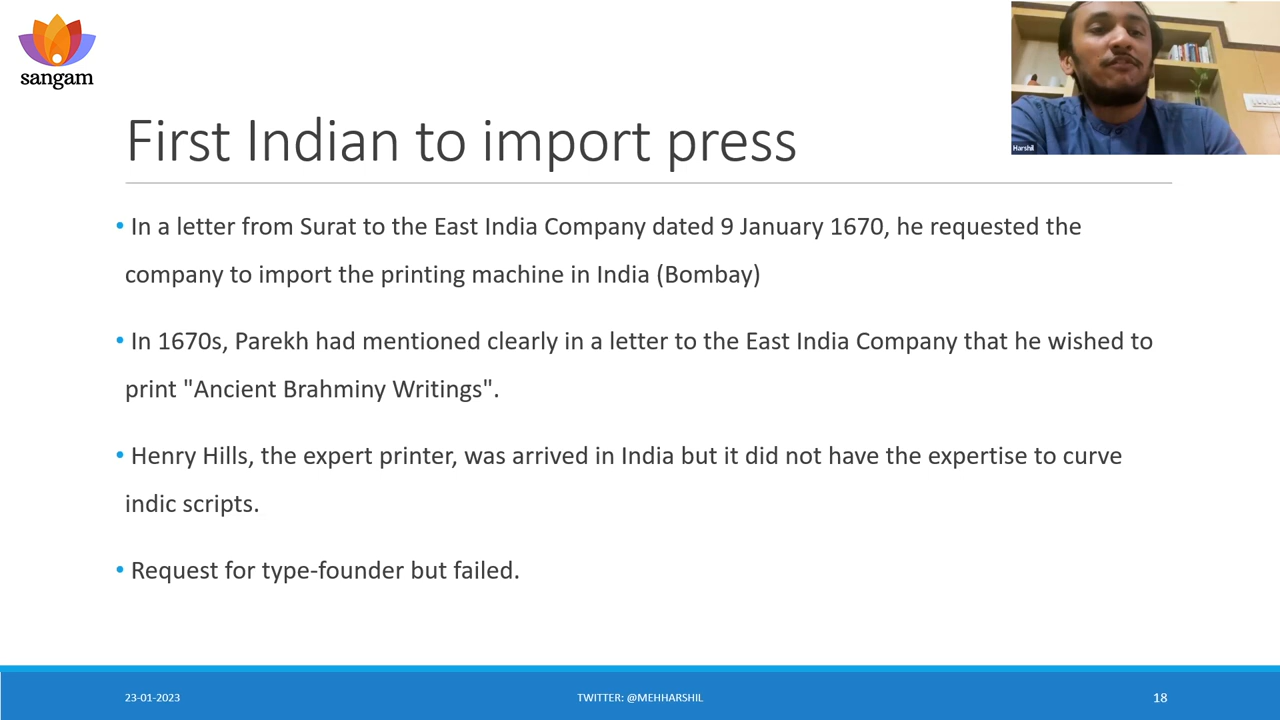 sangam
Harshil
First Indian to import press
• In a letter from Surat to the East India Company dated 9 January 1670, he requested the
company to import the printing machine in India (Bombay)
• In 1670s, Parekh had mentioned clearly in a letter to the East India Company that he wished to
print "Ancient Brahminy Writings".
• Henry Hills, the expert printer, was arrived in India but it did not have the expertise to curve
indic scripts.
• Request for type-founder but failed.
23-01-2023
TWITTER: @MEHHARSHIL
18